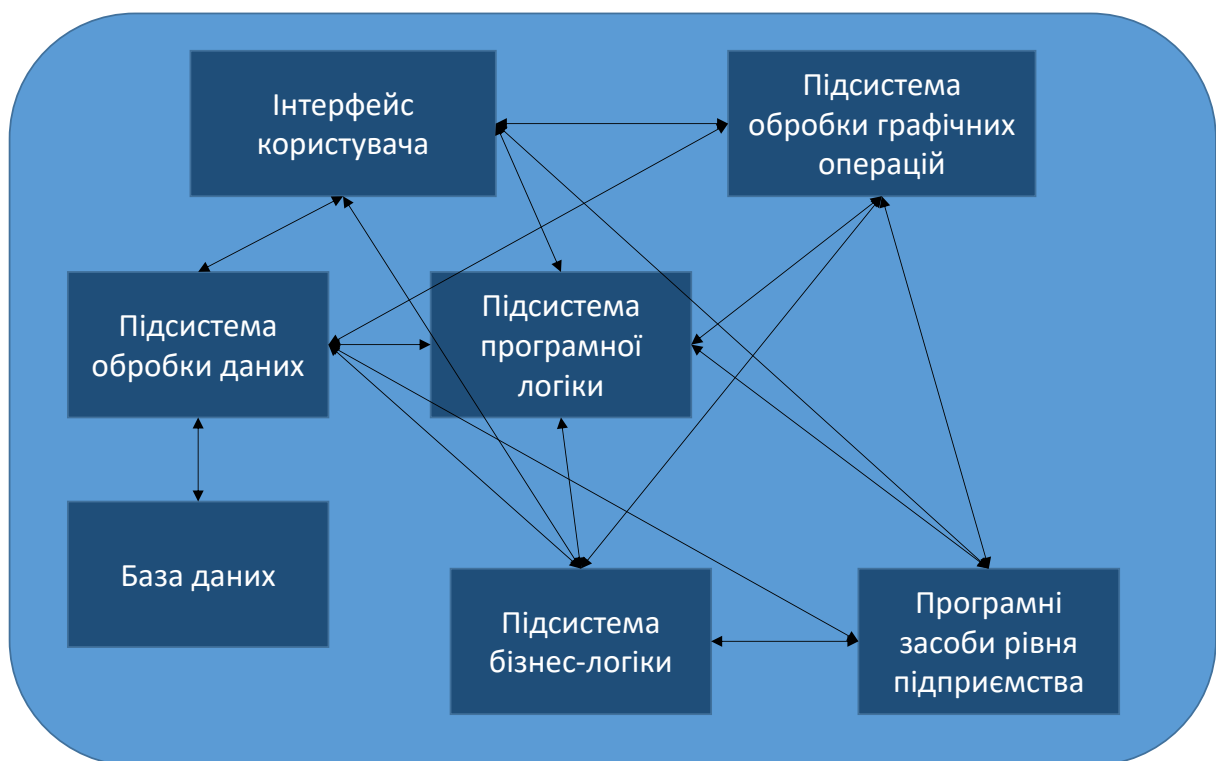 Інтерфейс
користувача
Підсистема
обробки графічних
операцій
Підсистема
обробки даних
Підсистема
програмної
логіки
База даних
Підсистема
бізнес-логіки
Програмні
засоби рівня
підприємства